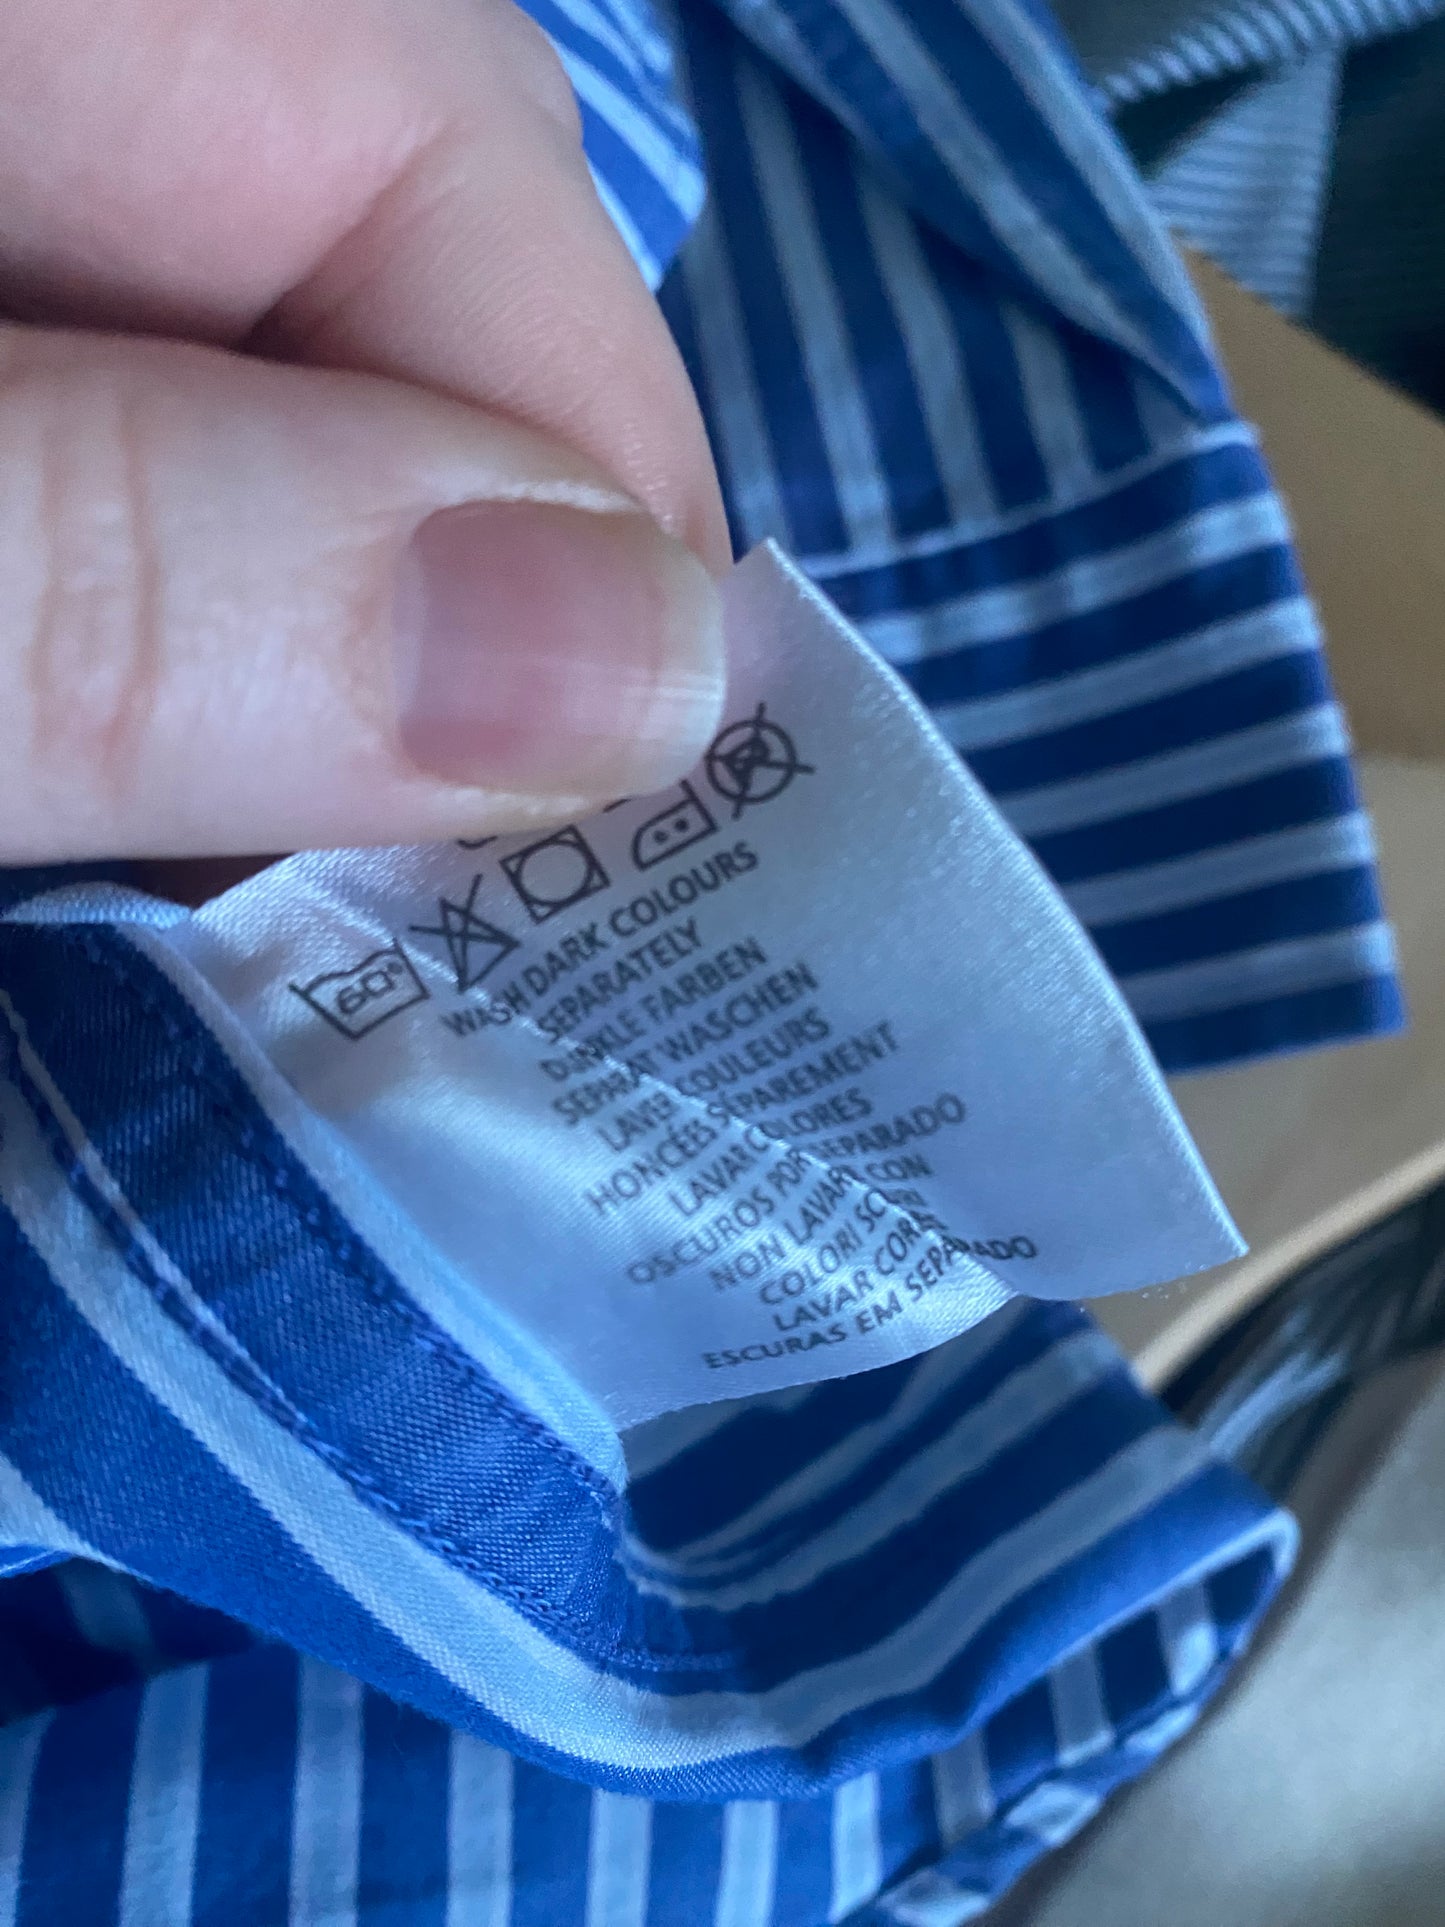 60°
WASH DARK COLOURS
SEPARATELY
DUNKLE FARBEN
SEPARAT WASCHEN
LAVER COULEURS
HONCÉES SÉPAREMENT
LAVAR COLORES
OSCUROS POR SEPARADO
NON LAVARE CON
COLORI SCURI
LAVAR CORES
ESCURAS EM SEPARADO